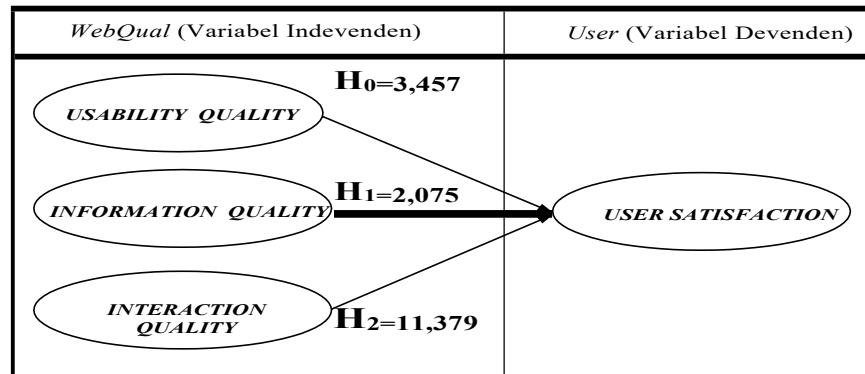 WebQual (Variabel Indevenden)
User (Variabel Devenden)
H0=3,457
USABILITY QUALITY
H1=2,075
INFORMATION QUALITY
USER SATISFACTION
INTERACTION
QUALITY
H2=11,379